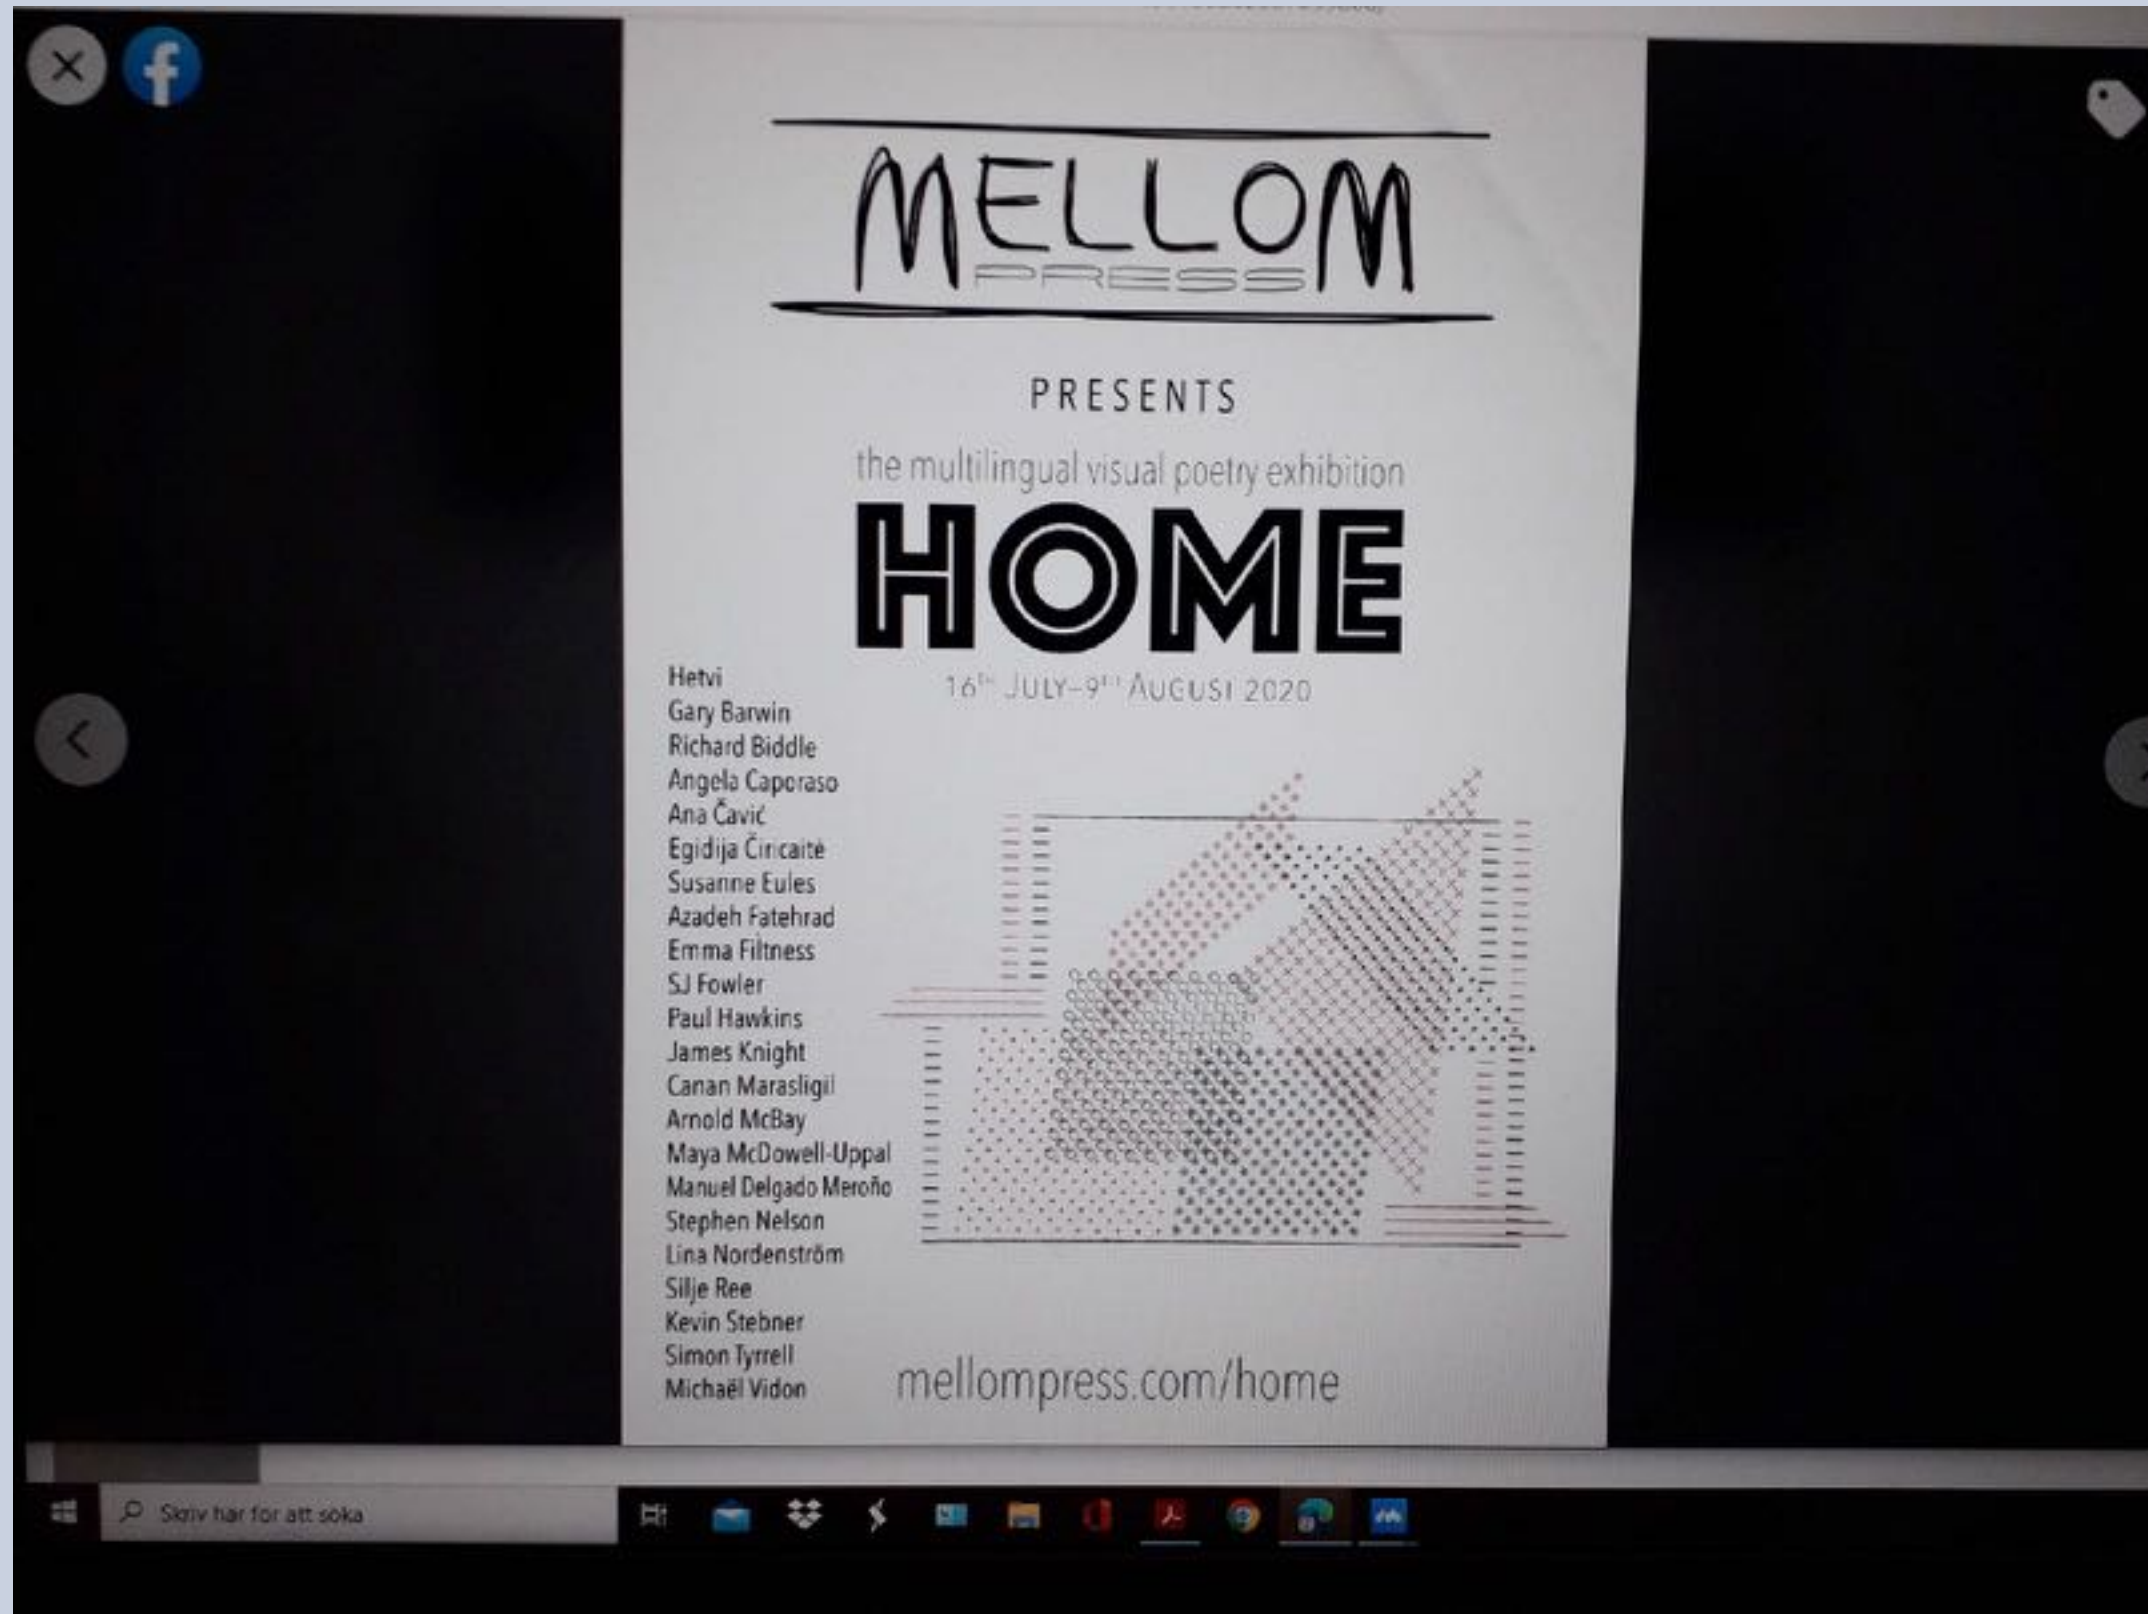 MELLOM
PRESS
PRESENTS
the multilingual visual poetry exhibition
HOME
16TH JULY–9TH AUGUST 2020
Hetvi
Gary Barwin
Richard Biddle
Angela Caporaso
Ana Čavić
Egidija Čiricaitė
Susanne Eules
Azadeh Fatehrad
Emma Filtness
SJ Fowler
Paul Hawkins
James Knight
Canan Marasligil
Arnold McBay
Maya McDowell-Uppal
Manuel Delgado Meroño
Stephen Nelson
Lina Nordenström
Silje Ree
Kevin Stebner
Simon Tyrrell
Michaël Vidon
mellompress.com/home
Skriv här för att söka